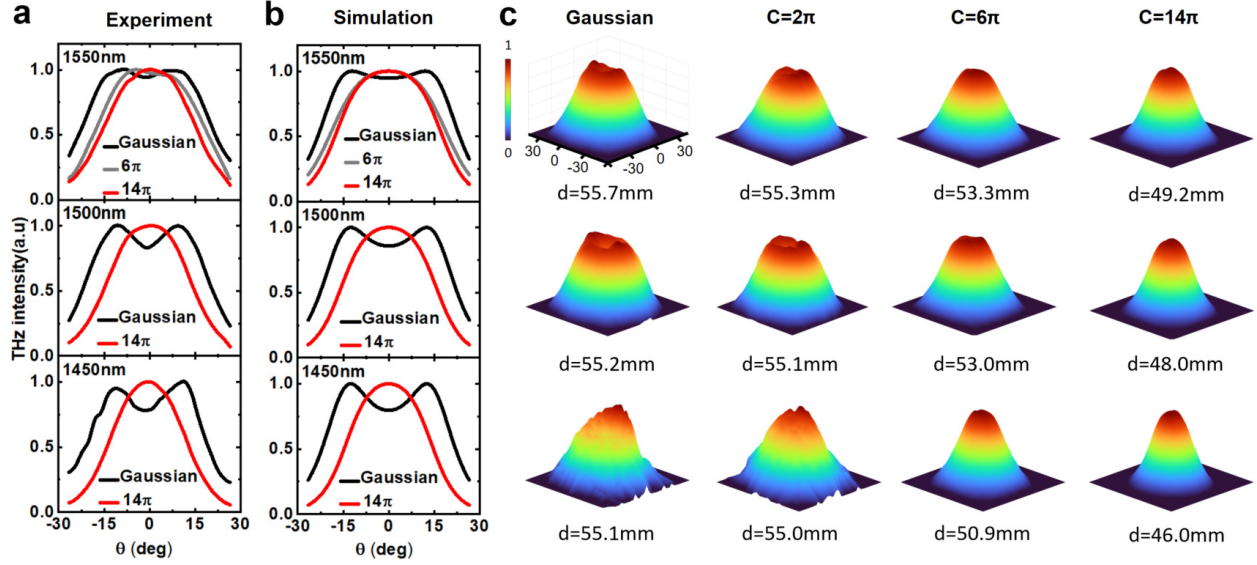 a Experiment b Simulation c Gaussian C=2π C=6π C=14π
1550nm
1.0
0.5
0.0
Gaussian
6π
14π
1500nm
1.0
0.5
0.0
Gaussian
14π
1450nm
1.0
0.5
0.0
Gaussian
14π
-30 -15 0 15 30
θ (deg)
THz intensity(a.u)
1550nm
1.0
0.5
0.0
Gaussian
6π
14π
1500nm
1.0
0.5
0.0
Gaussian
14π
1450nm
1.0
0.5
0.0
Gaussian
14π
-30 -15 0 15 30
θ (deg)
1
0
30 0 -30 -30 0 30
d=55.7mm d=55.3mm d=53.3mm d=49.2mm
d=55.2mm d=55.1mm d=53.0mm d=48.0mm
d=55.1mm d=55.0mm d=50.9mm d=46.0mm